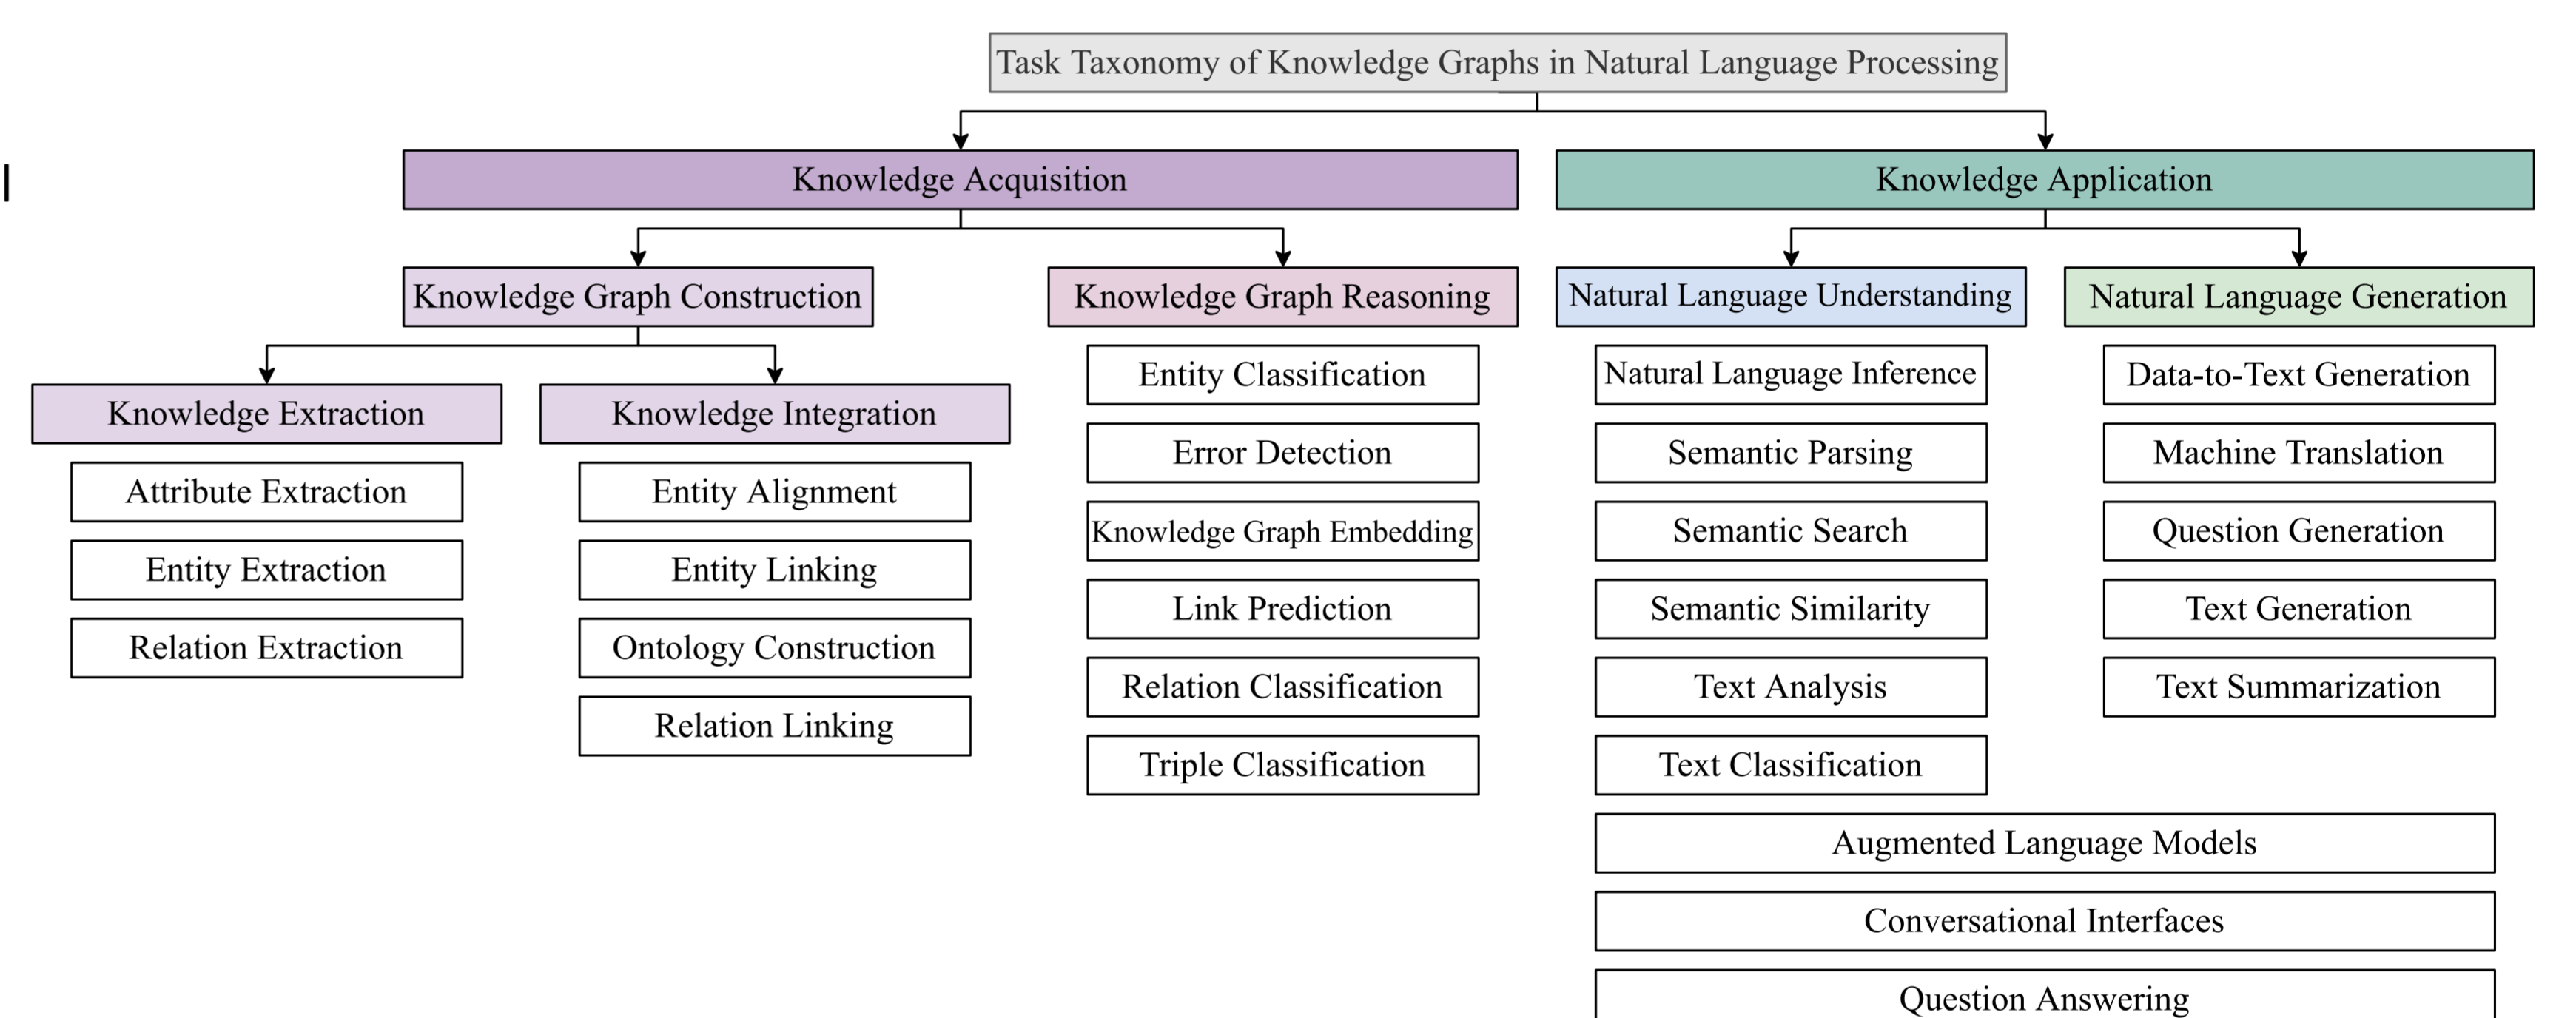 Task Taxonomy of Knowledge Graphs in Natural Language Processing
Knowledge Acquisition
Knowledge Application
Knowledge Graph Construction
Knowledge Graph Reasoning
Natural Language Understanding
Natural Language Generation
Knowledge Extraction
Attribute Extraction
Entity Extraction
Relation Extraction
Knowledge Integration
Entity Alignment
Entity Linking
Ontology Construction
Relation Linking
Entity Classification
Error Detection
Knowledge Graph Embedding
Link Prediction
Relation Classification
Triple Classification
Natural Language Inference
Semantic Parsing
Semantic Search
Semantic Similarity
Text Analysis
Text Classification
Data-to-Text Generation
Machine Translation
Question Generation
Text Generation
Text Summarization
Augmented Language Models
Conversational Interfaces
Question Answering